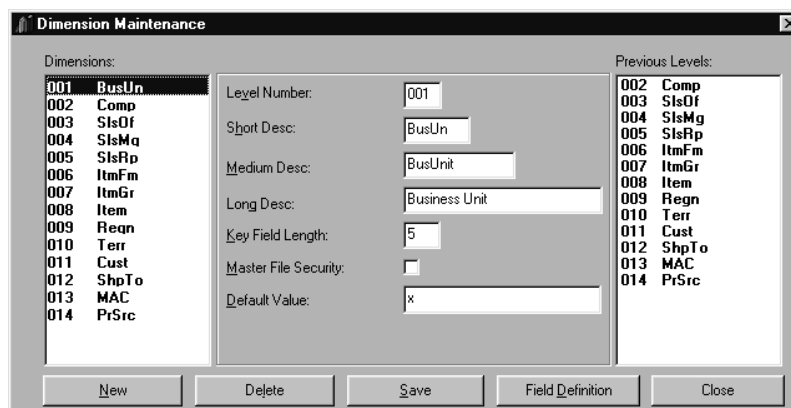 Dimension Maintenance
Dimensions:
001 BusUn
002 Comp
003 SlsOf
004 SlsMg
005 SlsRp
006 ItmFm
007 ItmGr
008 Item
009 Regn
010 Terr
011 Cust
012 ShpTo
013 MAC
014 PrSrc
Level Number: 001
Short Desc: BusUn
Medium Desc: BusUnit
Long Desc: Business Unit
Key Field Length: 5
Master File Security:
Default Value: x
Previous Levels:
002 Comp
003 SlsOf
004 SlsMg
005 SlsRp
006 ItmFm
007 ItmGr
008 Item
009 Regn
010 Terr
011 Cust
012 ShpTo
013 MAC
014 PrSrc
New Delete Save Field Definition Close